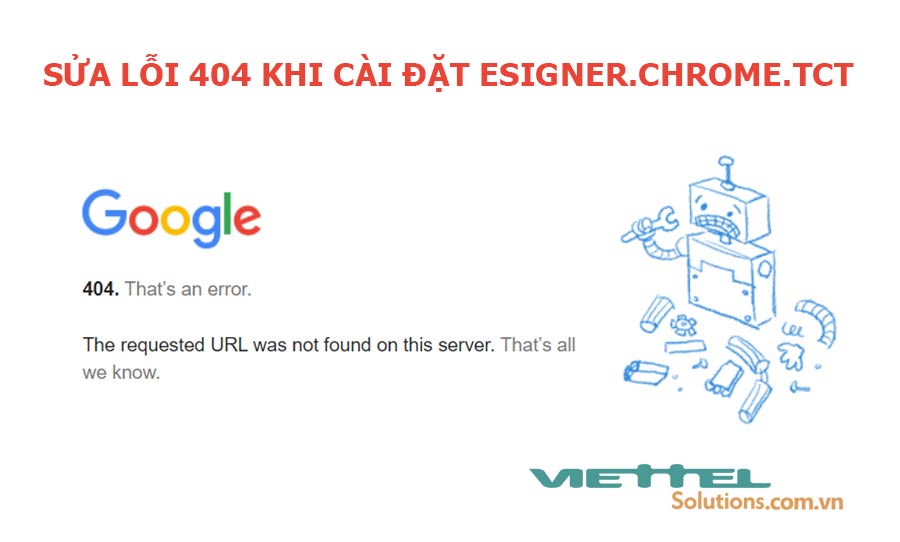 SỬA LỖI 404 KHI CÀI ĐẶT ESIGNER.CHROME.TCT
Google
404. That’s an error.
The requested URL was not found on this server. That’s all
we know.
VIETTEL
Solutions.com.vn